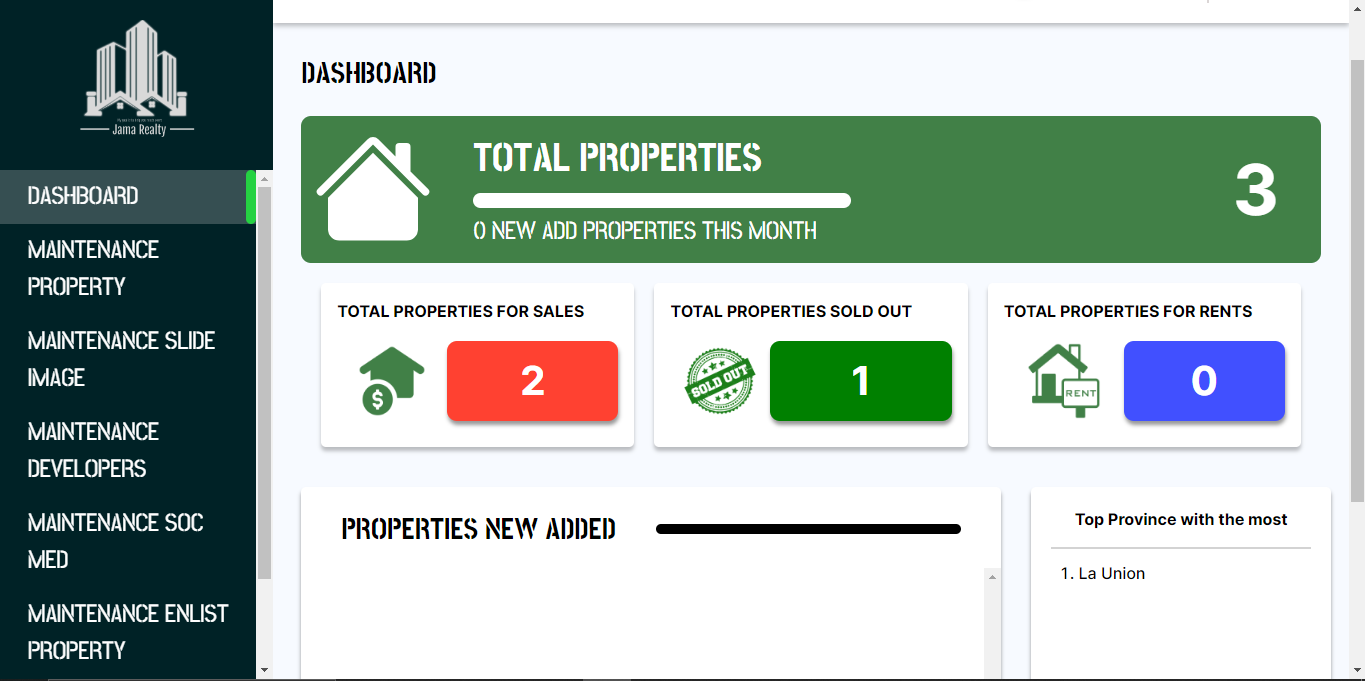 Jama Realty
DASHBOARD
MAINTENANCE
PROPERTY
MAINTENANCE SLIDE
IMAGE
MAINTENANCE
DEVELOPERS
MAINTENANCE SOC
MED
MAINTENANCE ENLIST
PROPERTY
DASHBOARD
TOTAL PROPERTIES
0 NEW ADD PROPERTIES THIS MONTH
3
TOTAL PROPERTIES FOR SALES
$
2
TOTAL PROPERTIES SOLD OUT
SOLD OUT
1
TOTAL PROPERTIES FOR RENTS
RENT
0
PROPERTIES NEW ADDED
Top Province with the most
1. La Union